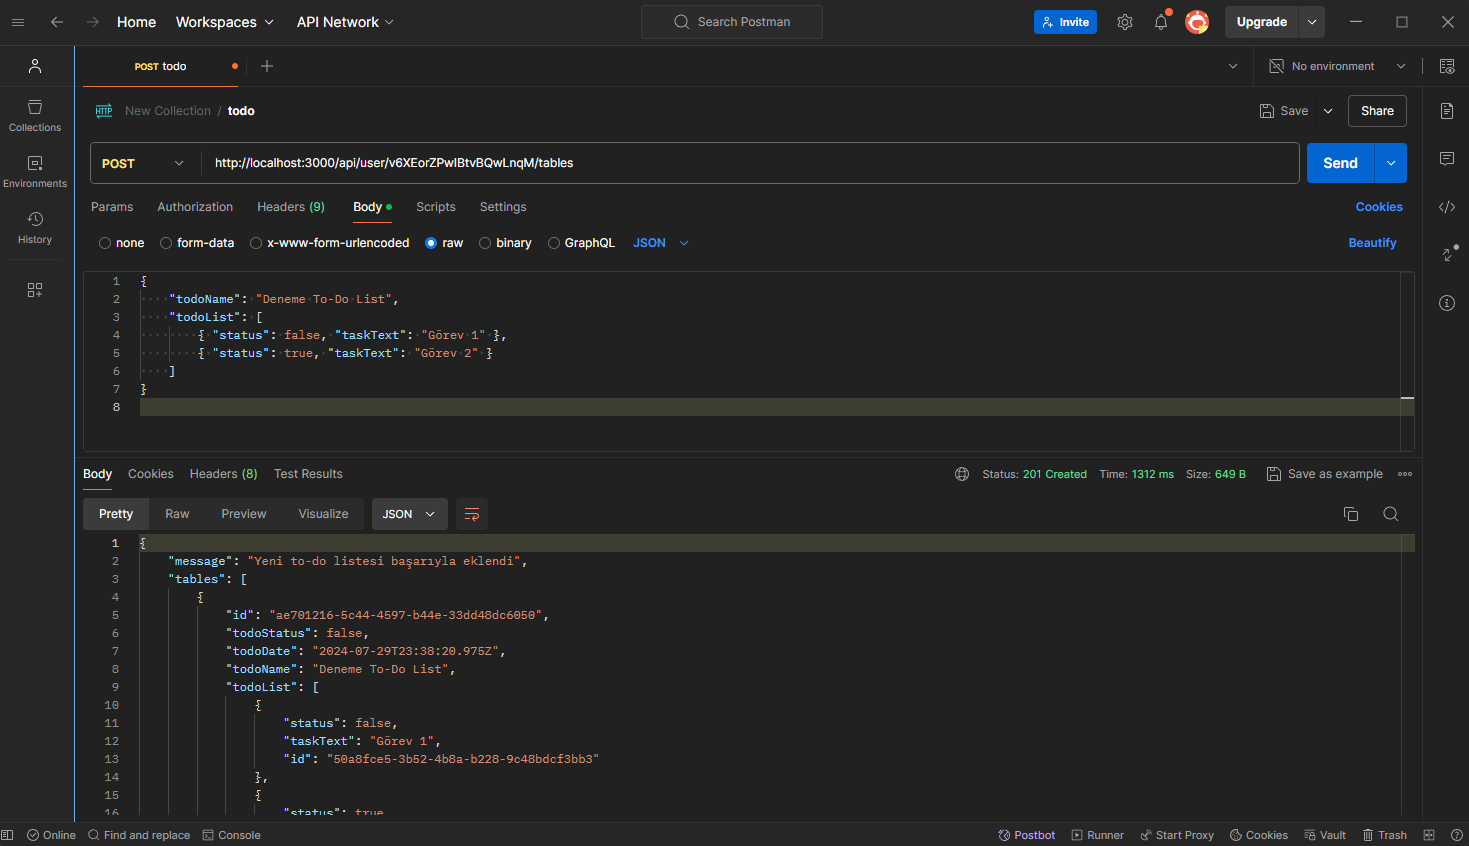 Home Workspaces API Network Search Postman Invite Upgrade
POST todo No environment
HTTP New Collection / todo Save Share
Collections
Environments
History
POST http://localhost:3000/api/user/v6XEorZPwIBtvBQwLnqM/tables Send
Params Authorization Headers (9) Body Scripts Settings Cookies
none form-data x-www-form-urlencoded raw binary GraphQL JSON Beautify
1 {
2 "todoName": "Deneme To-Do List",
3 "todoList": [
4 { "status": false, "taskText": "Görev 1" },
5 { "status": true, "taskText": "Görev 2" }
6 ]
7 }
8
Body Cookies Headers (8) Test Results Status: 201 Created Time: 1312 ms Size: 649 B Save as example
Pretty Raw Preview Visualize JSON
1 {
2 "message": "Yeni to-do listesi başarıyla eklendi",
3 "tables": [
4 {
5 "id": "ae701216-5c44-4597-b44e-33dd48dc6050",
6 "todoStatus": false,
7 "todoDate": "2024-07-29T23:38:20.975Z",
8 "todoName": "Deneme To-Do List",
9 "todoList": [
10 {
11 "status": false,
12 "taskText": "Görev 1",
13 "id": "50a8fce5-3b52-4b8a-b228-9c48bdcf3bb3"
14 },
15 {
16 "status": true
Online Find and replace Console Postbot Runner Start Proxy Cookies Vault Trash